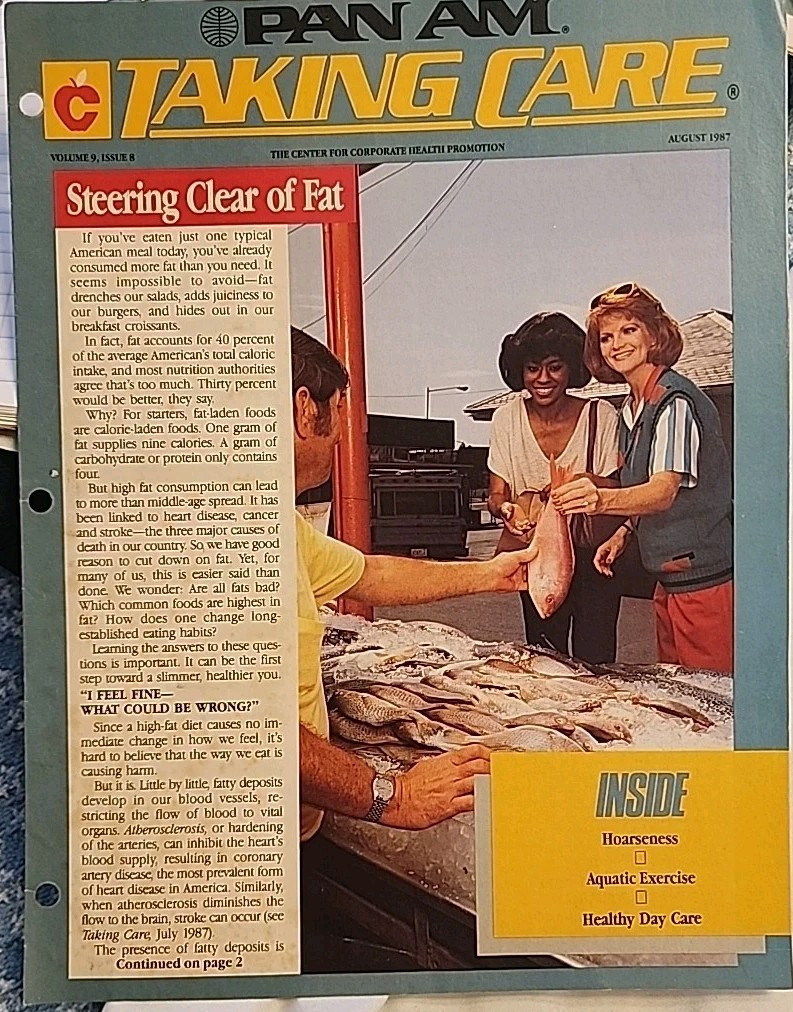 PAN AM®
C TAKING CARE®
VOLUME 9, ISSUE 8
THE CENTER FOR CORPORATE HEALTH PROMOTION
AUGUST 1987
Steering Clear of Fat
If you've eaten just one typical
American meal today, you've already
consumed more fat than you need. It
seems impossible to avoid—fat
drenches our salads, adds juiciness to
our burgers, and hides out in our
breakfast croissants.
In fact, fat accounts for 40 percent
of the average American's total caloric
intake, and most nutrition authorities
agree that's too much. Thirty percent
would be better, they say.
Why? For starters, fat-laden foods
are calorie-laden foods. One gram of
fat supplies nine calories. A gram of
carbohydrate or protein only contains
four.
But high fat consumption can lead
to more than middle-age spread. It has
been linked to heart disease, cancer
and stroke—the three major causes of
death in our country. So, we have good
reason to cut down on fat. Yet, for
many of us, this is easier said than
done. We wonder: Are all fats bad?
Which common foods are highest in
fat? How does one change long-
established eating habits?
Learning the answers to these ques-
tions is important. It can be the first
step toward a slimmer, healthier you.
"I FEEL FINE—
WHAT COULD BE WRONG?"
Since a high-fat diet causes no im-
mediate change in how we feel, it's
hard to believe that the way we eat is
causing harm.
But it is. Little by little, fatty deposits
develop in our blood vessels, re-
stricting the flow of blood to vital
organs. Atherosclerosis, or hardening
of the arteries, can inhibit the heart's
blood supply, resulting in coronary
artery disease, the most prevalent form
of heart disease in America. Similarly,
when atherosclerosis diminishes the
flow to the brain, stroke can occur (see
Taking Care, July 1987).
The presence of fatty deposits is
Continued on page 2
INSIDE
Hoarseness
Aquatic Exercise
Healthy Day Care